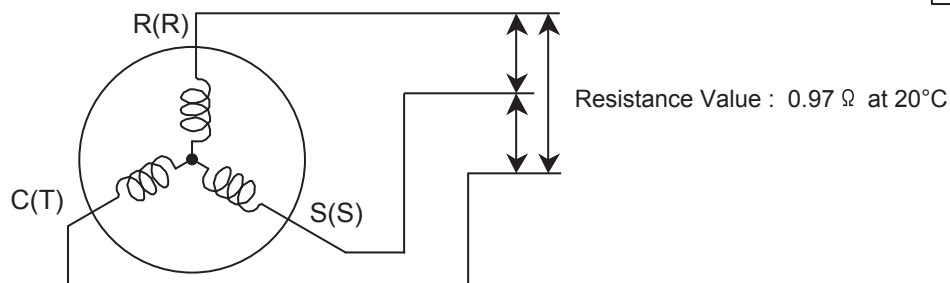 R(R)
Resistance Value : 0.97 Ω at 20°C
C(T)
S(S)